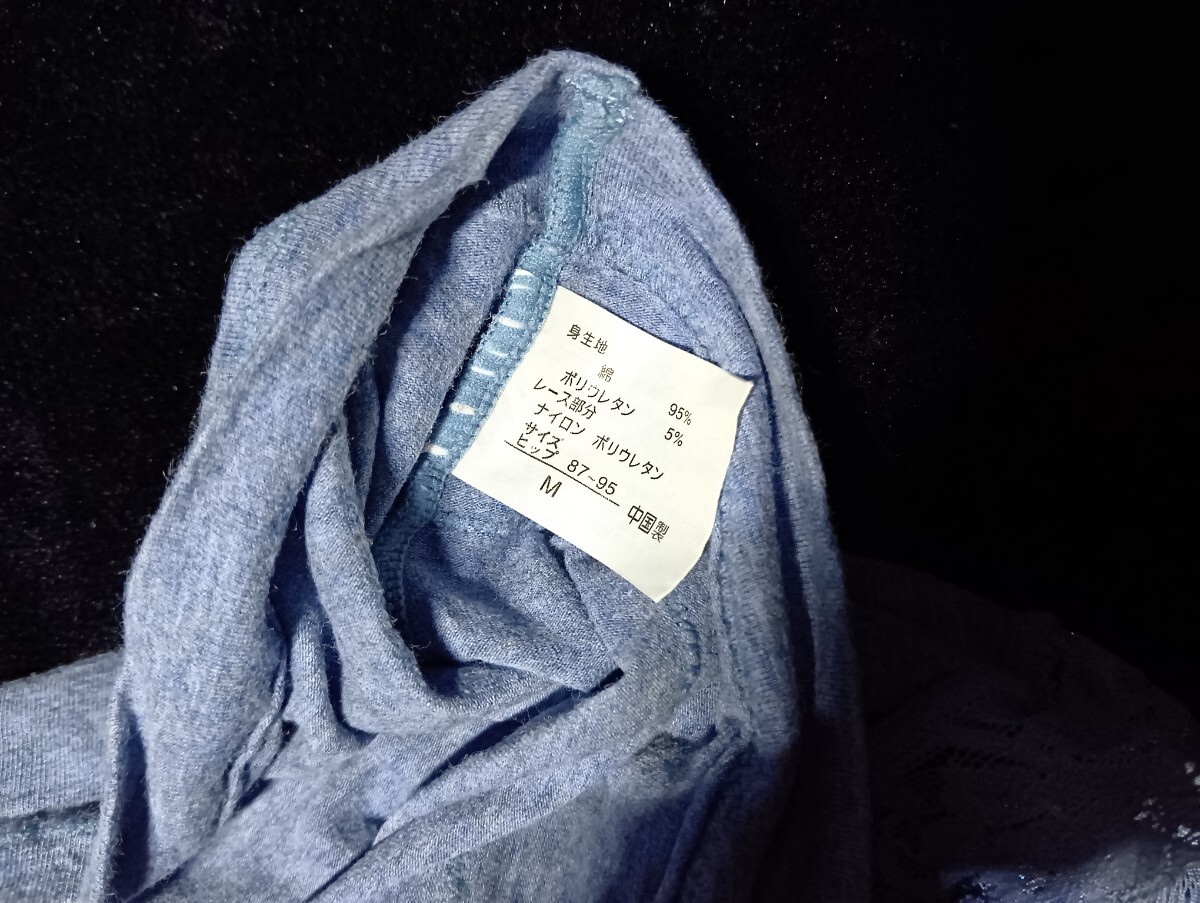 身生地
綿 95%
ポリウレタン 5%
レース部分
ナイロン ポリウレタン
サイズ
ヒップ 87~95
M
中国製